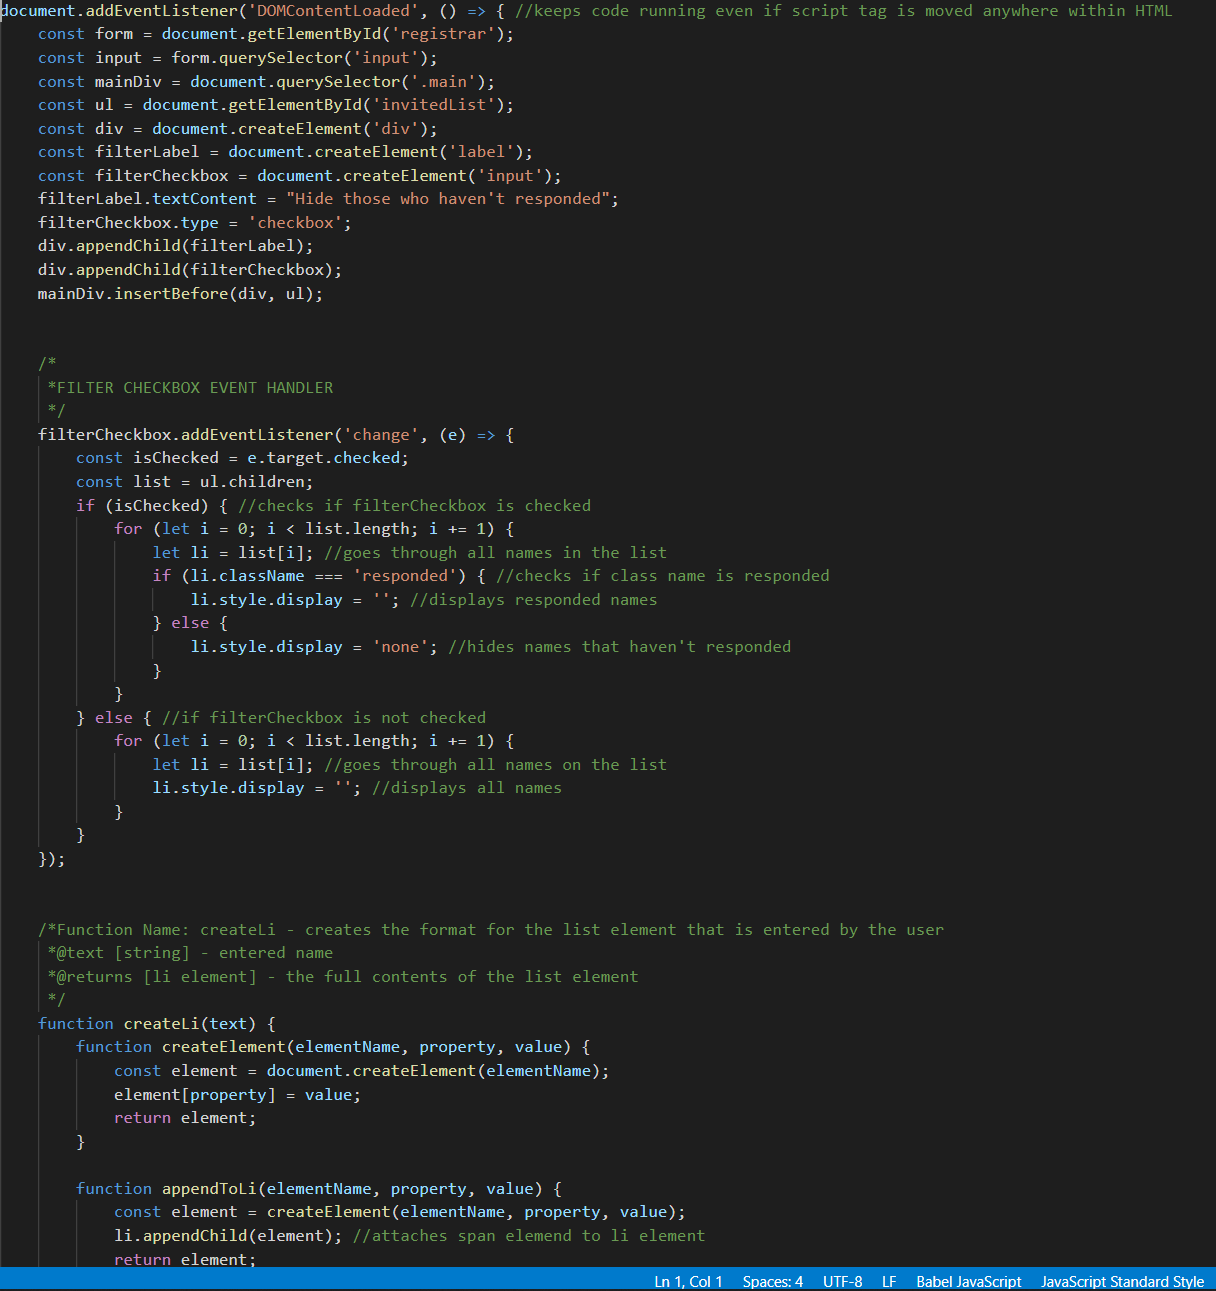 document.addEventListener('DOMContentLoaded', () => { //keeps code running even if script tag is moved anywhere within HTML
    const form = document.getElementById('registrar');
    const input = form.querySelector('input');
    const mainDiv = document.querySelector('.main');
    const ul = document.getElementById('invitedList');
    const div = document.createElement('div');
    const filterLabel = document.createElement('label');
    const filterCheckbox = document.createElement('input');
    filterLabel.textContent = "Hide those who haven't responded";
    filterCheckbox.type = 'checkbox';
    div.appendChild(filterLabel);
    div.appendChild(filterCheckbox);
    mainDiv.insertBefore(div, ul);
    /*
     *FILTER CHECKBOX EVENT HANDLER
     */
    filterCheckbox.addEventListener('change', (e) => {
        const isChecked = e.target.checked;
        const list = ul.children;
        if (isChecked) { //checks if filterCheckbox is checked
            for (let i = 0; i < list.length; i += 1) {
                let li = list[i]; //goes through all names in the list
                if (li.className === 'responded') { //checks if class name is responded
                    li.style.display = ''; //displays responded names
                } else {
                    li.style.display = 'none'; //hides names that haven't responded
                }
            }
        } else { //if filterCheckbox is not checked
            for (let i = 0; i < list.length; i += 1) {
                let li = list[i]; //goes through all names on the list
                li.style.display = ''; //displays all names
            }
        }
    });
    /*Function Name: createLi - creates the format for the list element that is entered by the user
     *@text [string] - entered name
     *@returns [li element] - the full contents of the list element
     */
    function createLi(text) {
        function createElement(elementName, property, value) {
            const element = document.createElement(elementName);
            element[property] = value;
            return element;
        }
        function appendToLi(elementName, property, value) {
            const element = createElement(elementName, property, value);
            li.appendChild(element); //attaches span elemend to li element
            return element;
Ln 1, Col 1 Spaces: 4 UTF-8 LF Babel JavaScript JavaScript Standard Style